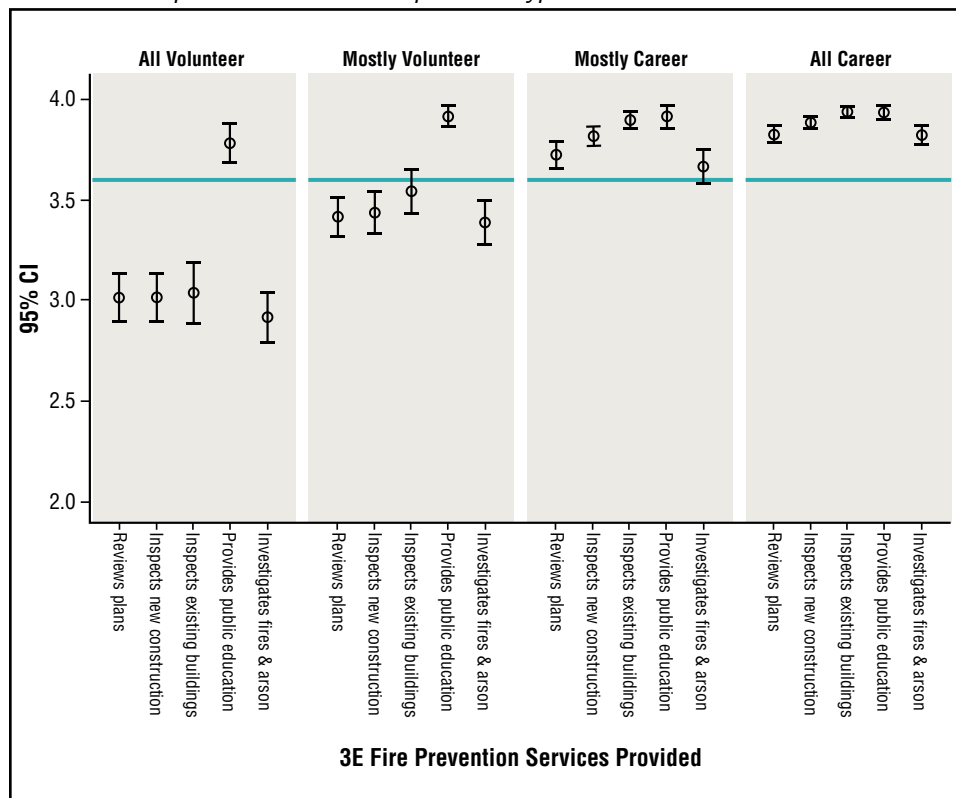 All Volunteer Mostly Volunteer Mostly Career All Career
4.0
3.5
3.0
2.5
2.0
95% CI
Reviews plans
Inspects new construction
Inspects existing buildings
Provides public education
Investigates fires & arson
Reviews plans
Inspects new construction
Inspects existing buildings
Provides public education
Investigates fires & arson
Reviews plans
Inspects new construction
Inspects existing buildings
Provides public education
Investigates fires & arson
Reviews plans
Inspects new construction
Inspects existing buildings
Provides public education
Investigates fires & arson
3E Fire Prevention Services Provided